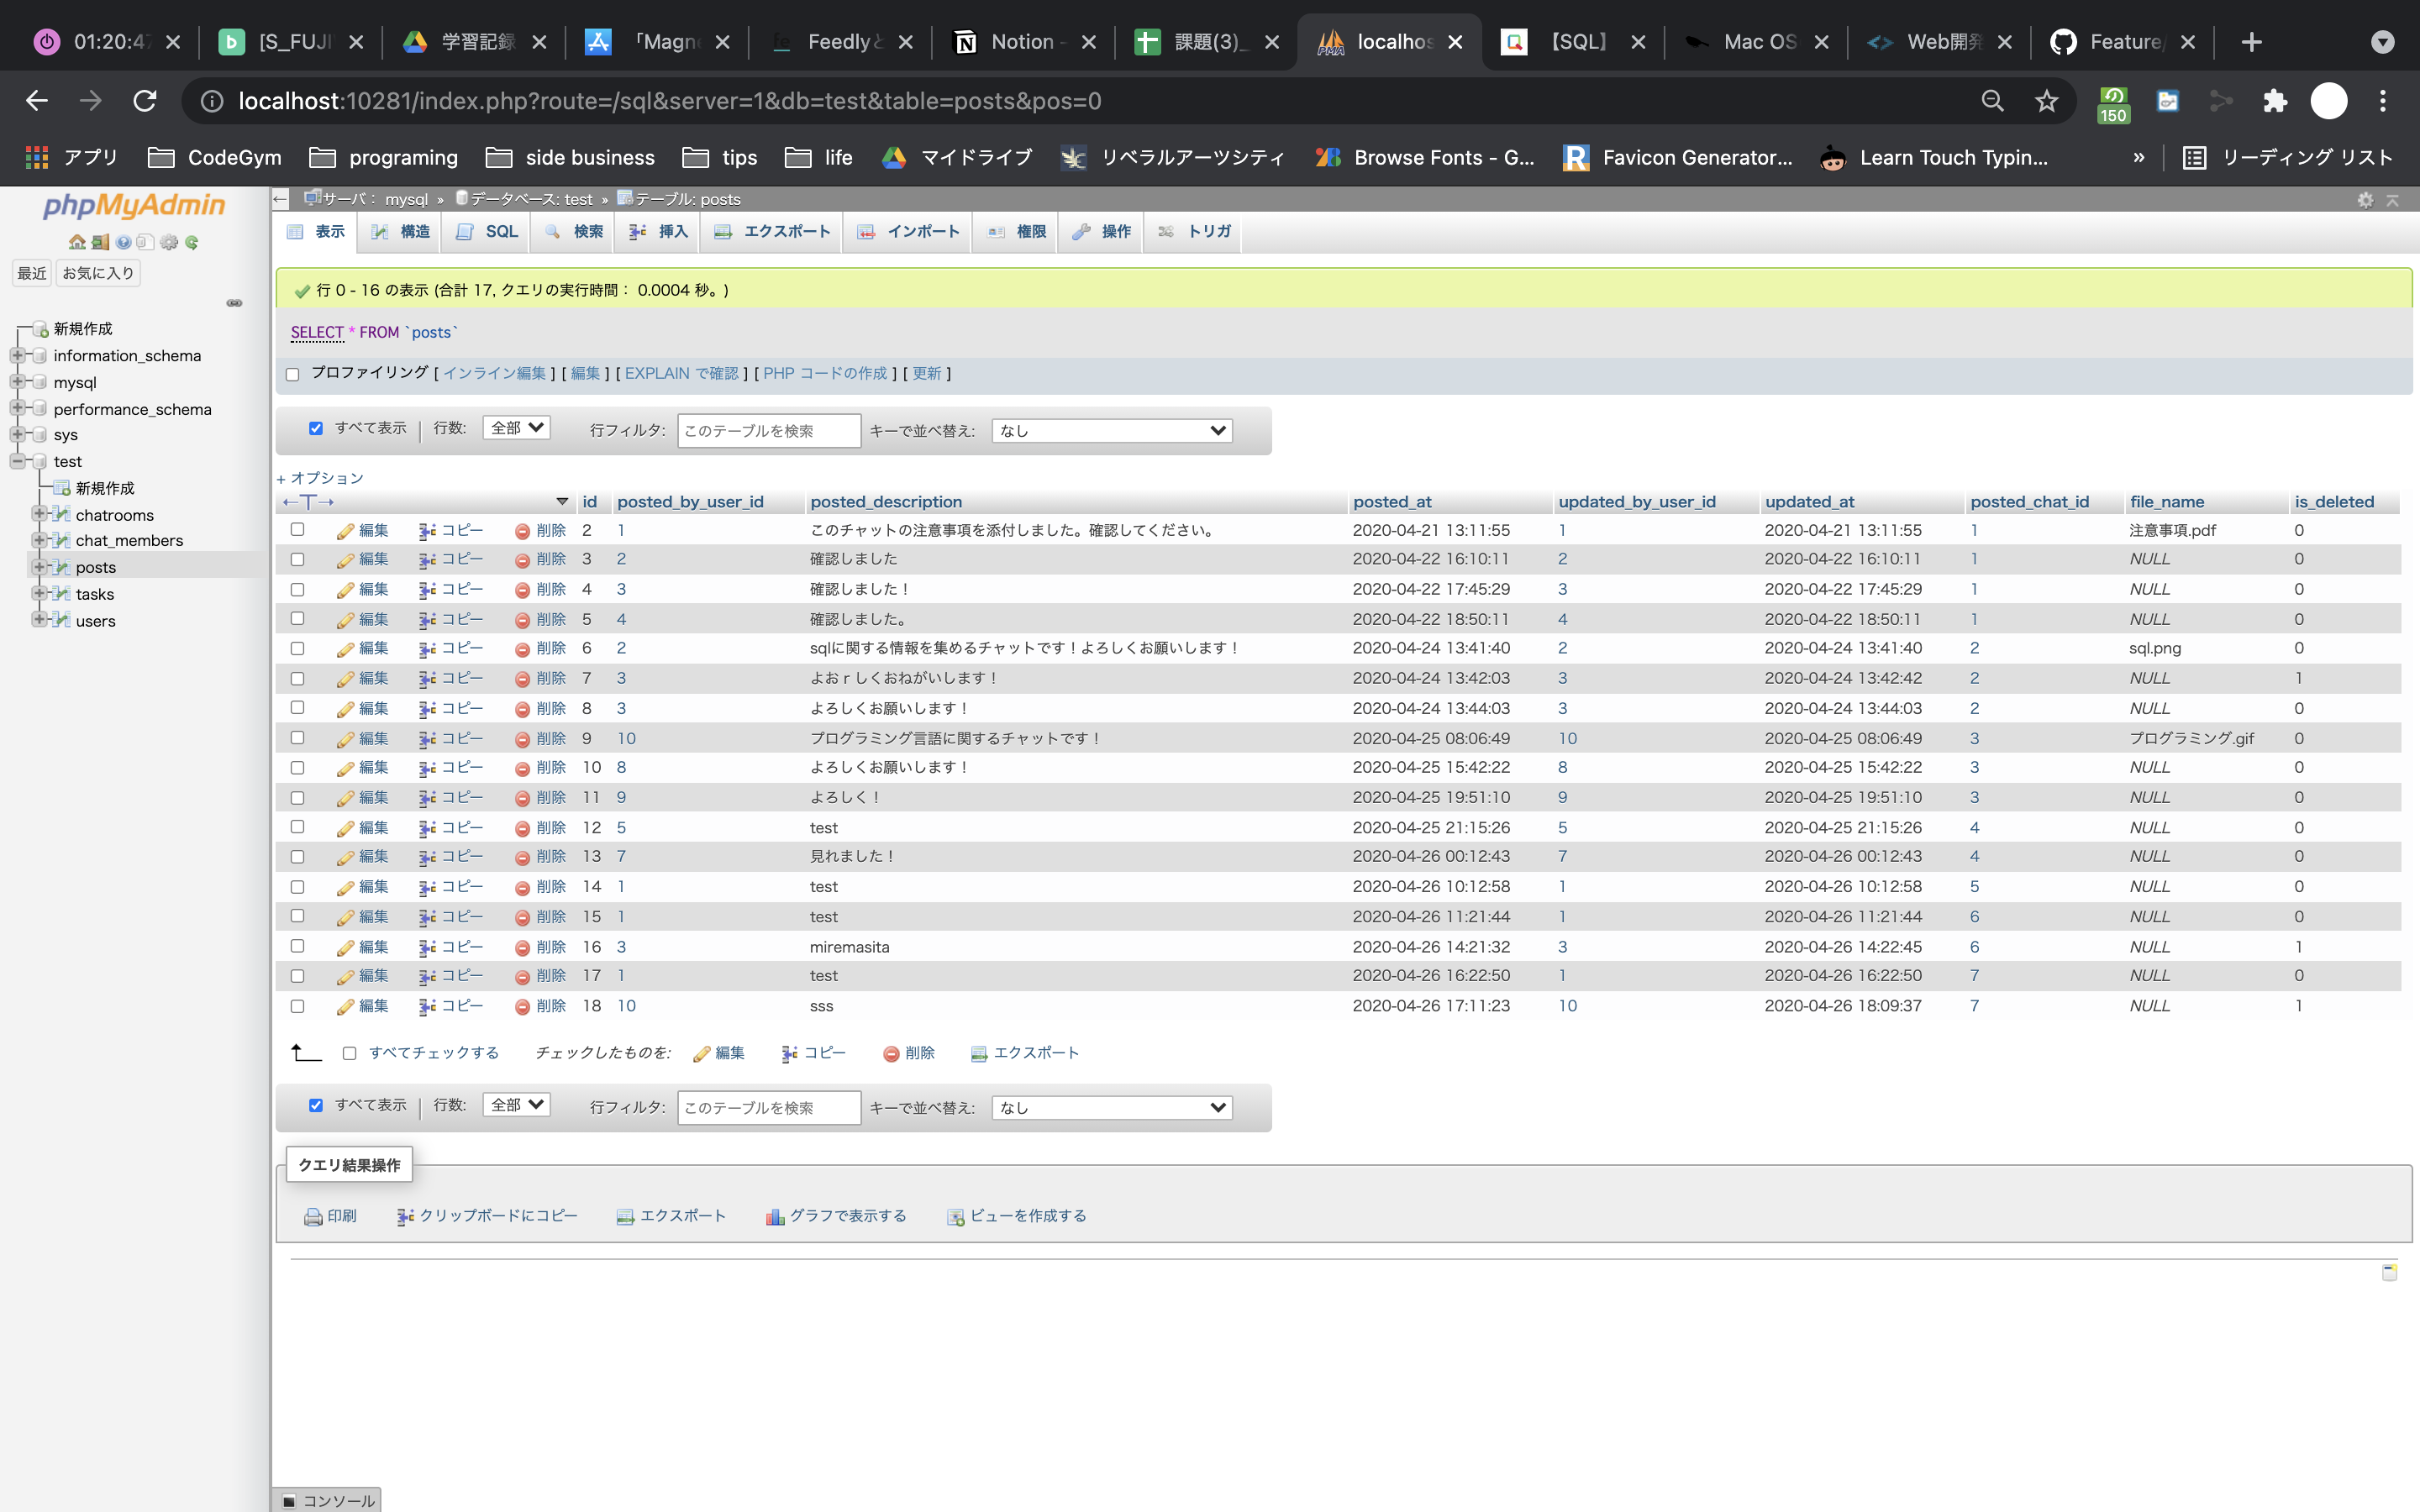 01:20:47
[S_FUJI
学習記録
「Magne
Feedlyと
Notion -
課題(3)_
localhos
【SQL】
Mac OS
Web開発
Feature/
localhost:10281/index.php?route=/sql&server=1&db=test&table=posts&pos=0
150
アプリ CodeGym programing side business tips life マイドライブ リベラルアーツシティ Browse Fonts - G... Favicon Generator... Learn Touch Typin... » リーディング リスト
phpMyAdmin
最近 お気に入り
新規作成
information_schema
mysql
performance_schema
sys
test
新規作成
chatrooms
chat_members
posts
tasks
users
サーバ: mysql » データベース: test » テーブル: posts
表示 構造 SQL 検索 挿入 エクスポート インポート 権限 操作 トリガ
行 0 - 16 の表示 (合計 17, クエリの実行時間: 0.0004 秒。)
SELECT * FROM `posts`
プロファイリング [ インライン編集 ] [ 編集 ] [ EXPLAIN で確認 ] [ PHP コードの作成 ] [ 更新 ]
すべて表示 行数: 全部 行フィルタ: このテーブルを検索 キーで並べ替え: なし
+ オプション
←T→ id posted_by_user_id posted_description posted_at updated_by_user_id updated_at posted_chat_id file_name is_deleted
編集 コピー 削除 2 1 このチャットの注意事項を添付しました。確認してください。 2020-04-21 13:11:55 1 2020-04-21 13:11:55 1 注意事項.pdf 0
編集 コピー 削除 3 2 確認しました 2020-04-22 16:10:11 2 2020-04-22 16:10:11 1 NULL 0
編集 コピー 削除 4 3 確認しました！ 2020-04-22 17:45:29 3 2020-04-22 17:45:29 1 NULL 0
編集 コピー 削除 5 4 確認しました。 2020-04-22 18:50:11 4 2020-04-22 18:50:11 1 NULL 0
編集 コピー 削除 6 2 sqlに関する情報を集めるチャットです！よろしくお願いします！ 2020-04-24 13:41:40 2 2020-04-24 13:41:40 2 sql.png 0
編集 コピー 削除 7 3 よおｒしくおねがいします！ 2020-04-24 13:42:03 3 2020-04-24 13:42:42 2 NULL 1
編集 コピー 削除 8 3 よろしくお願いします！ 2020-04-24 13:44:03 3 2020-04-24 13:44:03 2 NULL 0
編集 コピー 削除 9 10 プログラミング言語に関するチャットです！ 2020-04-25 08:06:49 10 2020-04-25 08:06:49 3 プログラミング.gif 0
編集 コピー 削除 10 8 よろしくお願いします！ 2020-04-25 15:42:22 8 2020-04-25 15:42:22 3 NULL 0
編集 コピー 削除 11 9 よろしく！ 2020-04-25 19:51:10 9 2020-04-25 19:51:10 3 NULL 0
編集 コピー 削除 12 5 test 2020-04-25 21:15:26 5 2020-04-25 21:15:26 4 NULL 0
編集 コピー 削除 13 7 見れました！ 2020-04-26 00:12:43 7 2020-04-26 00:12:43 4 NULL 0
編集 コピー 削除 14 1 test 2020-04-26 10:12:58 1 2020-04-26 10:12:58 5 NULL 0
編集 コピー 削除 15 1 test 2020-04-26 11:21:44 1 2020-04-26 11:21:44 6 NULL 0
編集 コピー 削除 16 3 miremasita 2020-04-26 14:21:32 3 2020-04-26 14:22:45 6 NULL 1
編集 コピー 削除 17 1 test 2020-04-26 16:22:50 1 2020-04-26 16:22:50 7 NULL 0
編集 コピー 削除 18 10 sss 2020-04-26 17:11:23 10 2020-04-26 18:09:37 7 NULL 1
すべてチェックする チェックしたものを: 編集 コピー 削除 エクスポート
すべて表示 行数: 全部 行フィルタ: このテーブルを検索 キーで並べ替え: なし
クエリ結果操作
印刷 クリップボードにコピー エクスポート グラフで表示する ビューを作成する
コンソール